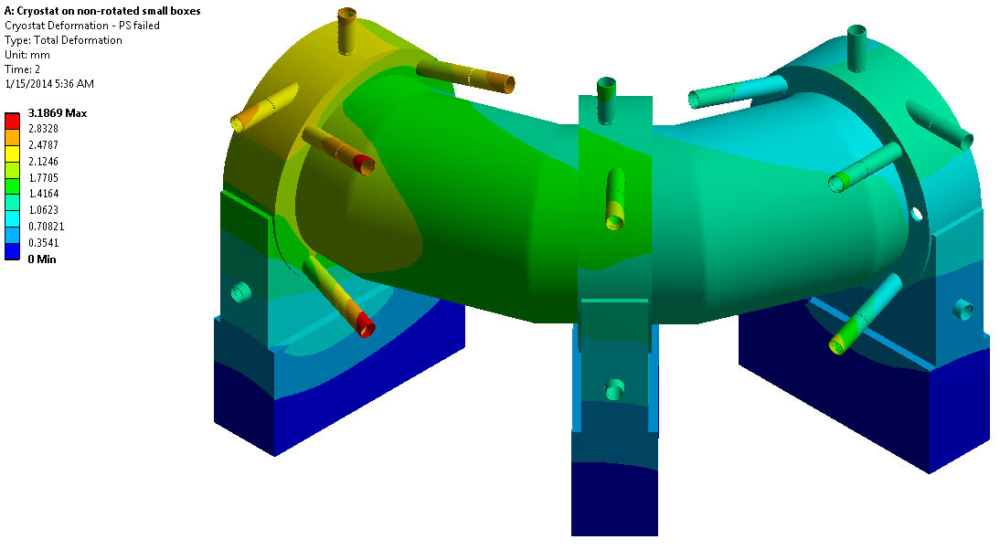 A: Cryostat on non-rotated small boxes
Cryostat Deformation - PS failed
Type: Total Deformation
Unit: mm
Time: 2
1/15/2014 5:36 AM
3.1869 Max
2.8328
2.4787
2.1246
1.7705
1.4164
1.0623
0.70821
0.3541
0 Min